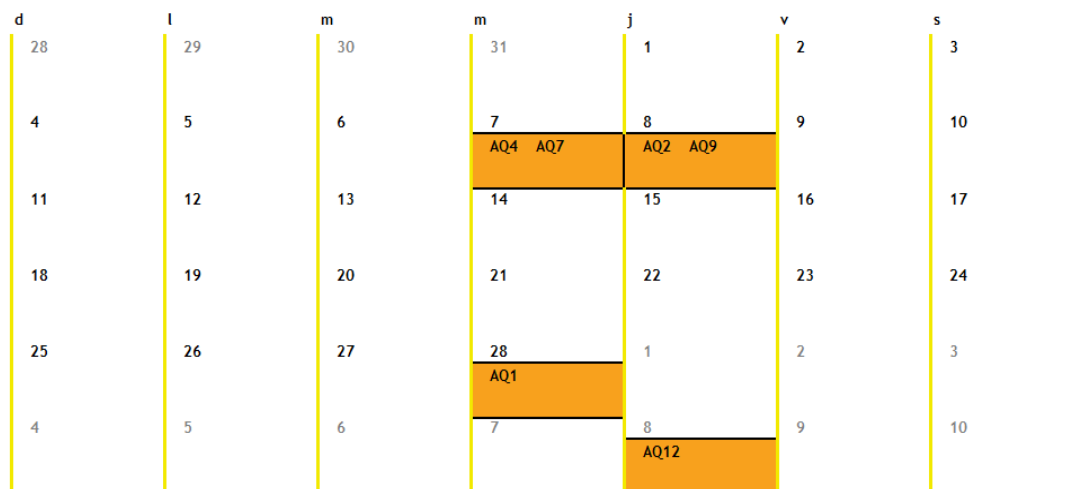 d l m m j v s
28 29 30 31 1 2 3
4 5 6 7 8 9 10
AQ4 AQ7 AQ2 AQ9
11 12 13 14 15 16 17
18 19 20 21 22 23 24
25 26 27 28 1 2 3
AQ1
4 5 6 7 8 9 10
AQ12